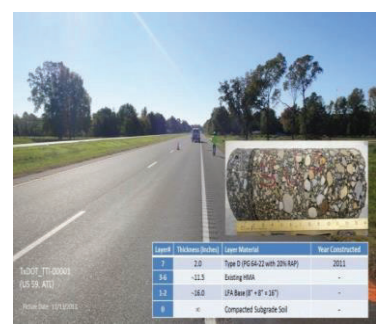 Layer# Thickness (Inches) Layer Material Year Constructed
7 2.0 Type D (PG 64-22 with 20% RAP) 2011
3-6 ~11.5 Existing HMA -
1-2 ~16.0 LFA Base (8" + 8" = 16") -
0 ∞ Compacted Subgrade Soil -
TxDOT_TTI-00001
(US 59, ATL)